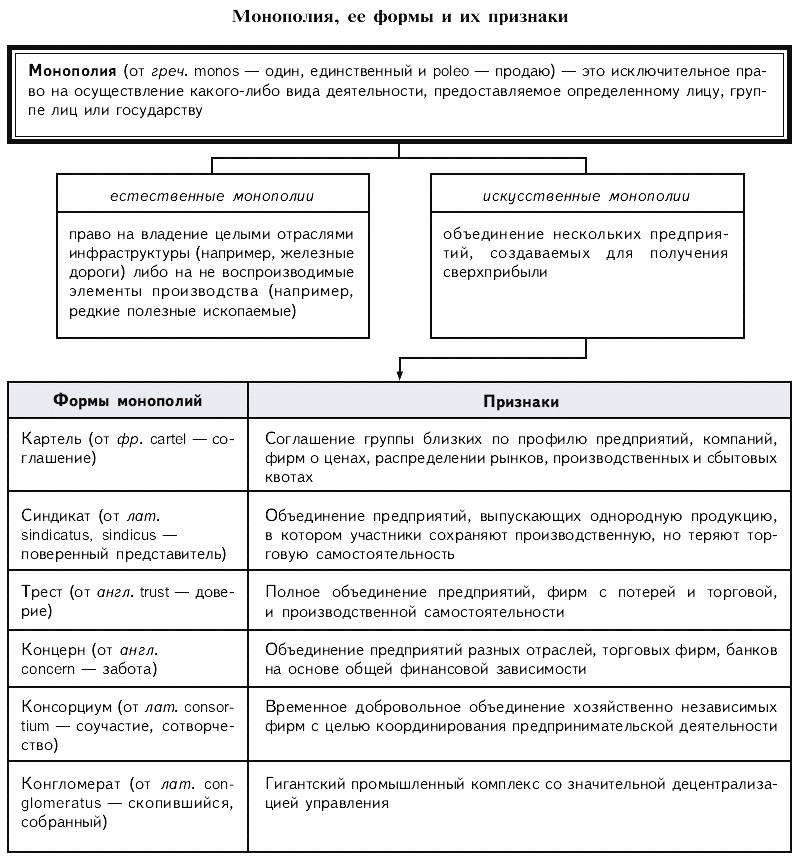 Монополия, ее формы и их признаки
Монополия (от греч. monos — один, единственный и poleo — продаю) — это исключительное пра-
во на осуществление какого-либо вида деятельности, предоставляемое определенному лицу, груп-
пе лиц или государству
естественные монополии
право на владение целыми отраслями
инфраструктуры (например, железные
дороги) либо на не воспроизводимые
элементы производства (например,
редкие полезные ископаемые)
искусственные монополии
объединение нескольких предприя-
тий, создаваемых для получения
сверхприбыли
Формы монополий
Признаки
Картель (от фр. cartel — со-
глашение)
Соглашение группы близких по профилю предприятий, компаний,
фирм о ценах, распределении рынков, производственных и сбытовых
квотах
Синдикат (от лат.
sindicatus, sindicus —
поверенный представитель)
Объединение предприятий, выпускающих однородную продукцию,
в котором участники сохраняют производственную, но теряют тор-
говую самостоятельность
Трест (от англ. trust — дове-
рие)
Полное объединение предприятий, фирм с потерей и торговой,
и производственной самостоятельности
Концерн (от англ.
concern — забота)
Объединение предприятий разных отраслей, торговых фирм, банков
на основе общей финансовой зависимости
Консорциум (от лат. consor-
tium — соучастие, сотворче-
ство)
Временное добровольное объединение хозяйственно независимых
фирм с целью координирования предпринимательской деятельности
Конгломерат (от лат. con-
glomeratus — скопившийся,
собранный)
Гигантский промышленный комплекс со значительной децентрализа-
цией управления